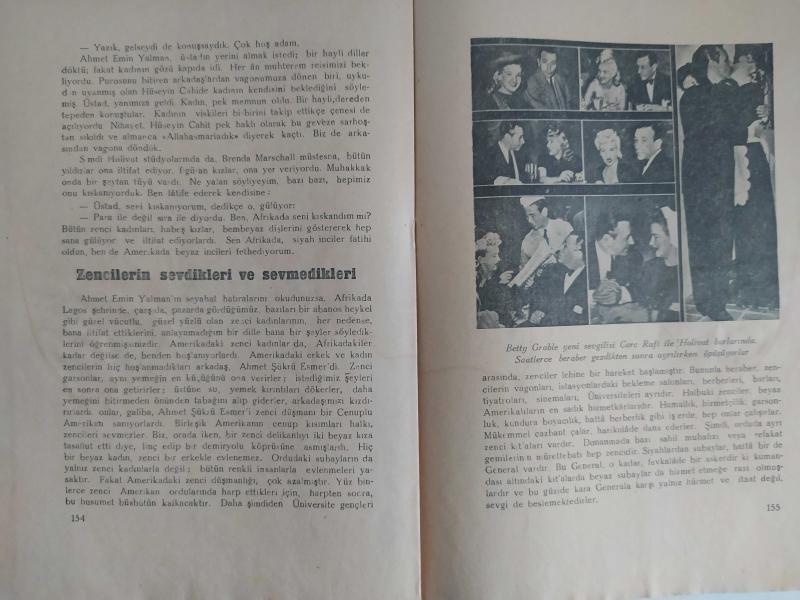 — Yazık, gelseydi de konuşsaydık. Çok hoş adam.
Ahmet Emin Yalman, üstatın yerini almak istedi; bir hayli diller
döktü; fakat kadının gözü kapıda idi. Her ân muhterem reisimizi bek-
liyordu. Purosunu bitiren arkadaşlardan vagonumuza dönen biri, uyku-
dan uyanmış olan Hüseyin Cahide kadının kendisini beklediğini söyle-
miş. Üstad, yanımıza geldi. Kadın, pek memnun oldu. Bir hayli, dereden
tepeden konuştular. Kadının viskileri birbirini takip ettikçe çenesi de
açılıyordu Nihayet, Hüseyin Cahit pek haklı olarak bu geveze sarhoş-
tan sıkıldı ve almanca «Allahaısmarladık» diyerek kaçtı. Biz de arka-
sından vagona döndük.
Şimdi Holivut stüdyolarında da, Brenda Marschall müstesna, bütün
yıldızlar ona iltifat ediyor, figüran kızlar, ona yer veriyordu. Muhakkak
onda bir şeytan tüyü vardı. Ne yalan söyliyeyim, bazı bazı, hepimiz
onu kıskanıyorduk. Ben lâtife ederek kendisine:
— Üstad, seni kıskanıyorum, dedikçe o, gülüyor:
— Para ile değil sıra ile diyordu. Ben, Afrikada seni kıskandım mı?
Bütün zenci kadınları, habeş kızlar, bembeyaz dişlerini göstererek hep
sana gülüyor ve iltifat ediyorlardı. Sen Afrikada, siyah inciler fatihi
oldun, ben de Amerikada beyaz incileri fethediyorum.
Zencilerin sevdikleri ve sevmedikleri
Ahmet Emin Yalman'ın seyahat hatıralarını okudunuzsa, Afrikada
Lagos şehrinde, çarşıda, pazarda gördüğümüz, bazıları bir abanos heykel
gibi güzel vücutlu, güzel yüzlü olan zenci kadınlarının, her nedense,
bana iltifat ettiklerini, anlayamadığım bir dille bana bir şeyler söyledik-
lerini öğrenmişsinizdir. Amerikadaki zenci kadınlar da, Afrikadakiler
kadar değilse de, benden hoşlanıyorlardı. Amerikadaki erkek ve kadın
zencilerin hiç hoşlanmadıkları arkadaş, Ahmet Şükrü Esmer'di. Zenci
garsonlar, aynı yemeğin en küçüğünü ona verirler; istediğimiz şeyleri
en sonra ona getirirler; üstüne su, yemek kırıntıları dökerler, daha
yemeğini bitirmeden önünden tabağını alıp giderler, arkadaşımızı kızdı-
rırlardı. onlar, galiba, Ahmet Şükrü Esmer'i zenci düşmanı bir Cenuplu
Amerikalı sanıyorlardı. Birleşik Amerikanın cenup kısımları halkı,
zencileri sevmezler. Biz, orada iken, bir zenci delikanlıyı iki beyaz kıza
tasallut etti diye, linç edip bir demiryolu köprüsüne asmışlardı. Hiç
bir beyaz kadın, zenci bir erkekle evlenemez. Ordudaki subayların da
yalnız zenci kadınlarla değil; bütün renkli insanlarla evlenmeleri ya-
saktır. Fakat Amerikadaki zenci düşmanlığı, çok azalmıştır. Yüz bin-
lerce zenci Amerikan ordularında harp ettikleri için, harpten sonra,
bu husumet büsbütün kalkacaktır. Daha şimdiden Üniversite gençleri
154
Betty Grable yeni sevgilisi Corc Raft ile Holivut barlarında.
Saatlerce beraber gezdikten sonra ayrılırken öpüşüyorlar
arasında, zenciler lehine bir hareket başlamıştır. Bununla beraber, zen-
cilerin vagonları, istasyonlardaki bekleme salonları, berberleri, barları,
tiyatroları, sinemaları, Üniversiteleri ayrıdır. Halbuki zenciler, beyaz
Amerikalıların en sadık hizmetkârlarıdır. Hamallık, hizmetçilik, garson-
luk, kundura boyacılık, hattâ berberlik gibi işlerde, hep onlar çalışırlar.
Mükemmel cazbant çalar, harikulâde dans ederler. Şimdi, orduda ayrı
zenci kıt'aları vardır. Donanmada bazı sahil muhafızı veya refakat
gemilerinin mürettebatı hep zencidir. Siyahlardan subaylar, hattâ bir de
General vardır. Bu General, o kadar, fevkalâde bir askerdir ki kuman-
dası altındaki kıt'alarda beyaz subaylar da hizmet etmeğe razı olmuş-
lardır ve bu güzide kara Generala karşı yalnız hürmet ve itaat değil,
sevgi de beslemektedirler.
155